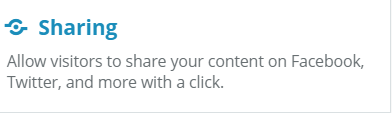 Sharing
Allow visitors to share your content on Facebook,
Twitter, and more with a click.